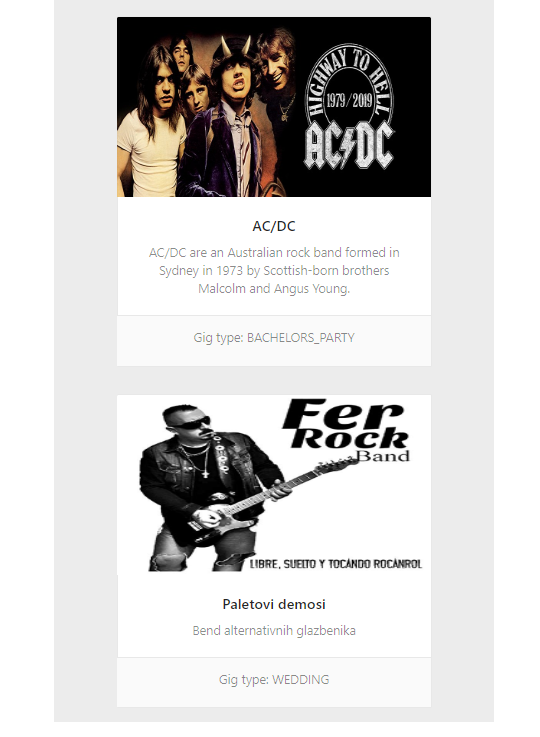 HIGHWAY TO HELL
1979/2019
AC/DC
AC/DC
AC/DC are an Australian rock band formed in
Sydney in 1973 by Scottish-born brothers
Malcolm and Angus Young.
Gig type: BACHELORS_PARTY
Fer
Rock
Band
LIBRE, SUELTO Y TOCANDO ROCANROL
Paletovi demosi
Bend alternativnih glazbenika
Gig type: WEDDING